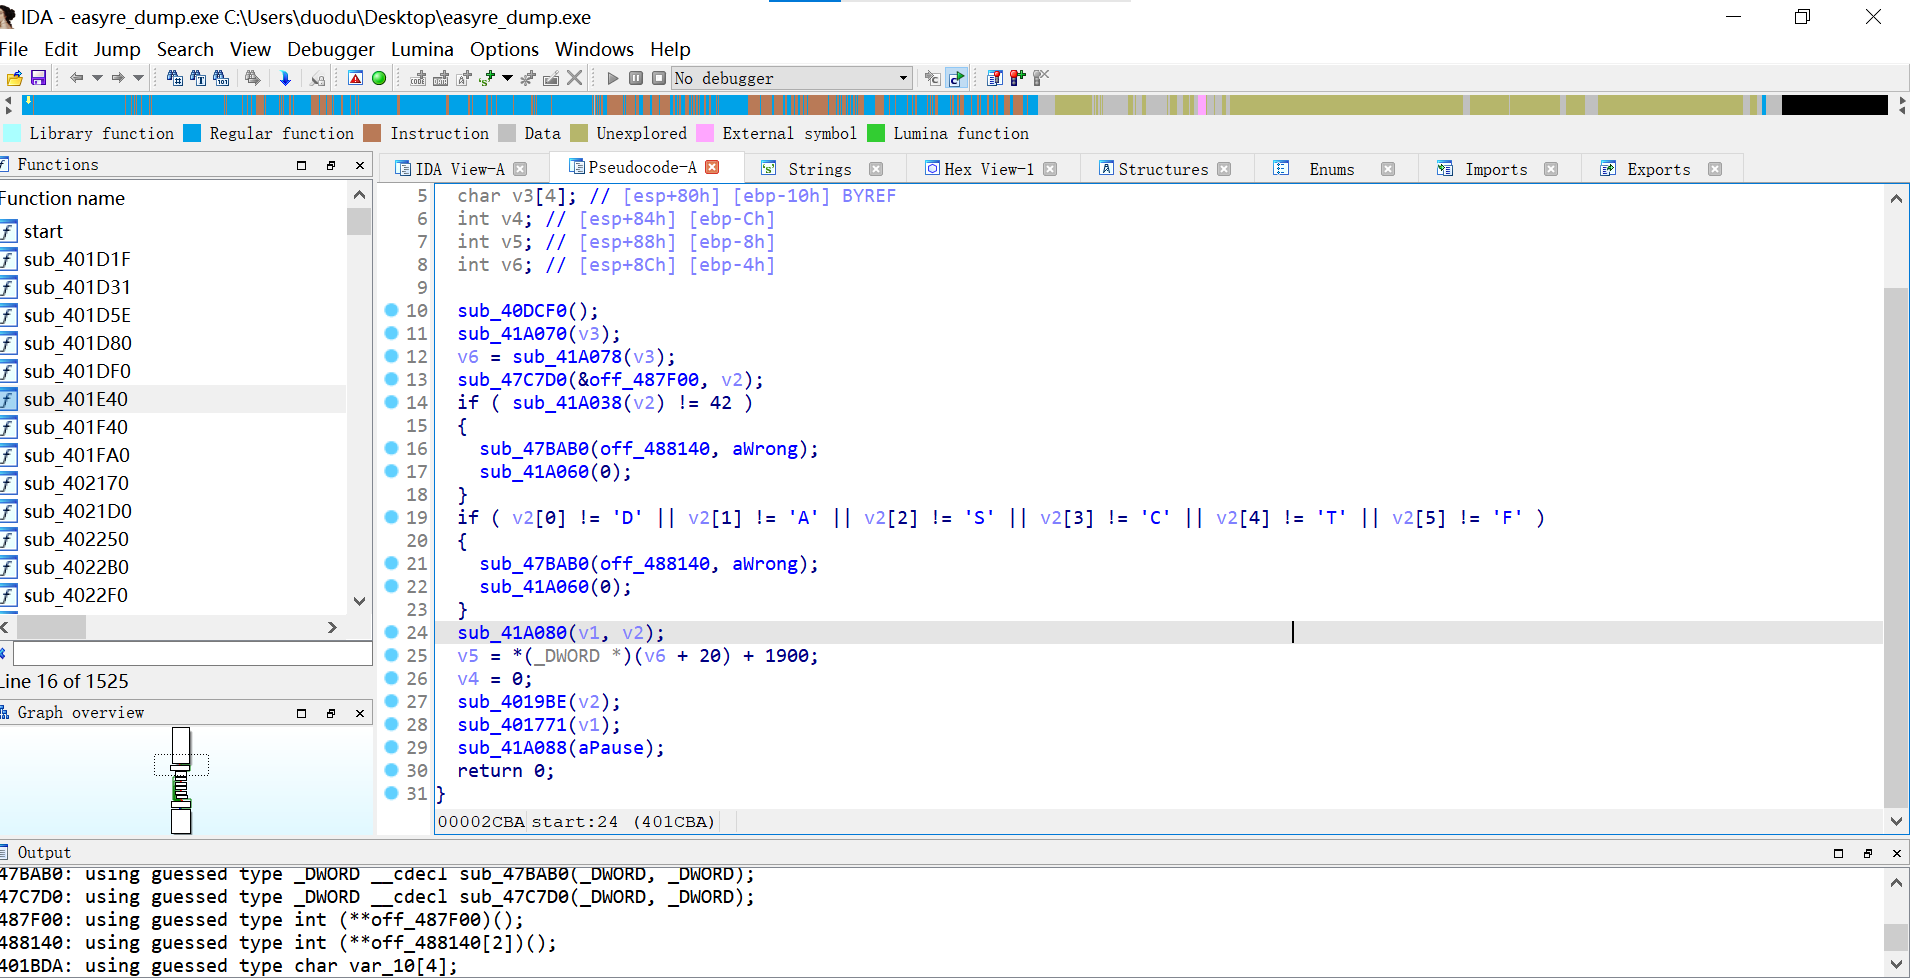 IDA - easyre_dump.exe C:\Users\duodu\Desktop\easyre_dump.exe
File Edit Jump Search View Debugger Lumina Options Windows Help
No debugger
Library function Regular function Instruction Data Unexplored External symbol Lumina function
Functions
IDA View-A Pseudocode-A Strings Hex View-1 Structures Enums Imports Exports
Function name
start
sub_401D1F
sub_401D31
sub_401D5E
sub_401D80
sub_401DF0
sub_401E40
sub_401F40
sub_401FA0
sub_402170
sub_4021D0
sub_402250
sub_4022B0
sub_4022F0
Line 16 of 1525
Graph overview
5 char v3[4]; // [esp+80h] [ebp-10h] BYREF
6 int v4; // [esp+84h] [ebp-Ch]
7 int v5; // [esp+88h] [ebp-8h]
8 int v6; // [esp+8Ch] [ebp-4h]
9
10 sub_40DCF0();
11 sub_41A070(v3);
12 v6 = sub_41A078(v3);
13 sub_47C7D0(&off_487F00, v2);
14 if ( sub_41A038(v2) != 42 )
15 {
16 sub_47BAB0(off_488140, aWrong);
17 sub_41A060(0);
18 }
19 if ( v2[0] != 'D' || v2[1] != 'A' || v2[2] != 'S' || v2[3] != 'C' || v2[4] != 'T' || v2[5] != 'F' )
20 {
21 sub_47BAB0(off_488140, aWrong);
22 sub_41A060(0);
23 }
24 sub_41A080(v1, v2);
25 v5 = *(_DWORD *)(v6 + 20) + 1900;
26 v4 = 0;
27 sub_4019BE(v2);
28 sub_401771(v1);
29 sub_41A088(aPause);
30 return 0;
31 }
00002CBA start:24 (401CBA)
Output
47BAB0: using guessed type _DWORD __cdecl sub_47BAB0(_DWORD, _DWORD);
47C7D0: using guessed type _DWORD __cdecl sub_47C7D0(_DWORD, _DWORD);
487F00: using guessed type int (**off_487F00)();
488140: using guessed type int (**off_488140[2])();
401BDA: using guessed type char var_10[4];